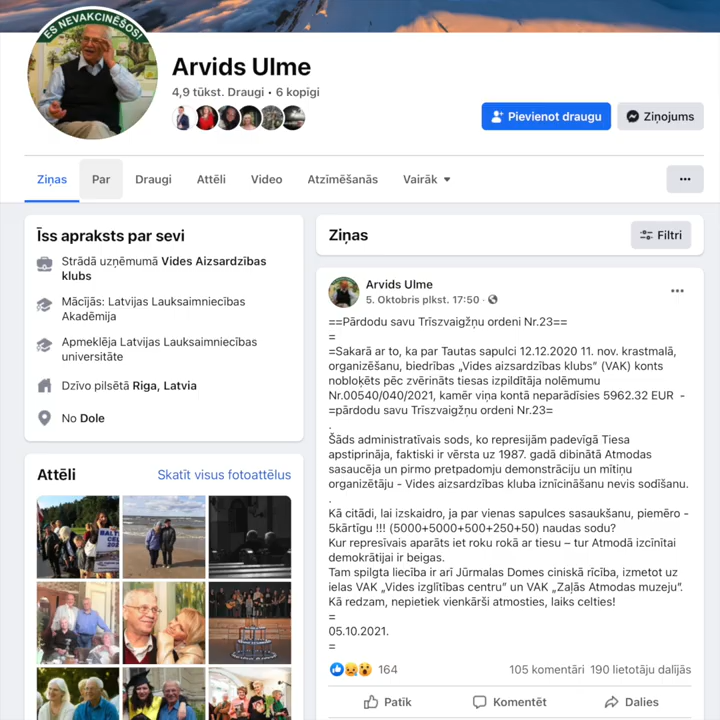 ES NEVAKCINĒŠOS!
Arvids Ulme
4,9 tūkst. Draugi • 6 kopīgi
Pievienot draugu
Ziņojums
Ziņas
Par
Draugi
Attēli
Video
Atzīmēšanās
Vairāk
Īss apraksts par sevi
Strādā uzņēmumā Vides Aizsardzības
klubs
Mācījās: Latvijas Lauksaimniecības
Akadēmija
Apmeklēja Latvijas Lauksaimniecības
universitāte
Dzīvo pilsētā Riga, Latvia
No Dole
Attēli
Skatīt visus fotoattēlus
Ziņas
Filtri
Arvids Ulme
5. Oktobris plkst. 17:50 ·
==Pārdodu savu Trīszvaigžņu ordeni Nr.23==
=
=Sakarā ar to, ka par Tautas sapulci 12.12.2020 11. nov. krastmalā,
organizēšanu, biedrības „Vides aizsardzības klubs" (VAK) konts
nobloķēts pēc zvērināts tiesas izpildītāja nolēmumu
Nr.00540/040/2021, kamēr viņa kontā neparādīsies 5962.32 EUR -
=pārdodu savu Trīszvaigžņu ordeni Nr.23=
.
Šāds administratīvais sods, ko represijām padevīgā Tiesa
apstiprināja, faktiski ir vērsta uz 1987. gadā dibinātā Atmodas
sasaucēja un pirmo pretpadomju demonstrāciju un mītiņu
organizētāju - Vides aizsardzības kluba iznīcināšanu nevis sodīšanu.
.
Kā citādi, lai izskaidro, ja par vienas sapulces sasaukšanu, piemēro -
5kārtīgu !!! (5000+5000+500+250+50) naudas sodu?
Kur represīvais aparāts iet roku rokā ar tiesu – tur Atmodā izcīnītai
demokrātijai ir beigas.
Tam spilgta liecība ir arī Jūrmalas Domes ciniskā rīcība, izmetot uz
ielas VAK „Vides izglītības centru" un VAK „Zaļās Atmodas muzeju".
Kā redzam, nepietiek vienkārši atmosties, laiks celties!
=
05.10.2021.
=
164
105 komentāri 190 lietotāju dalījās
Patīk
Komentēt
Dalies